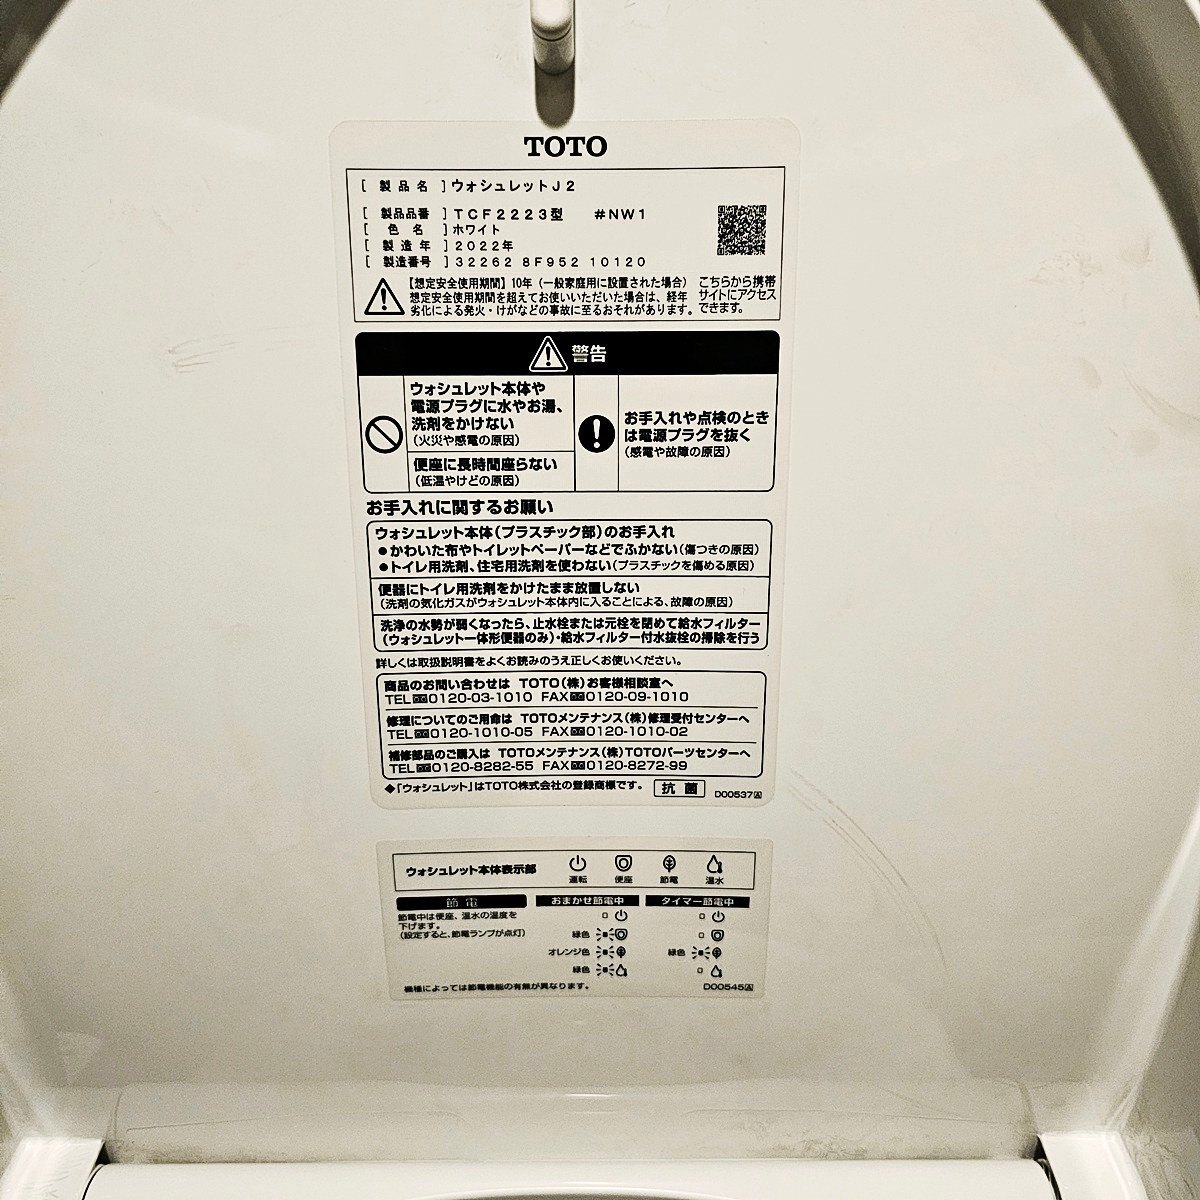 TOTO
[製品名]ウォシュレットJ2
[製品品番]TCF2223型 #NW1
[色名]ホワイト
[製造年]2022年
[製造番号]32262 8F952 10120
【想定安全使用期間】10年(一般家庭用に設置された場合)
想定安全使用期間を超えてお使いいただいた場合は、経年
劣化による発火・けがなどの事故に至るおそれがあります。
こちらから携帯
サイトにアクセス
できます。
警告
ウォシュレット本体や
電源プラグに水やお湯、
洗剤をかけない
(火災や感電の原因)
便座に長時間座らない
(低温やけどの原因)
お手入れや点検のとき
は電源プラグを抜く
(感電や故障の原因)
お手入れに関するお願い
ウォシュレット本体(プラスチック部)のお手入れ
●かわいた布やトイレットペーパーなどでふかない(傷つきの原因)
●トイレ用洗剤、住宅用洗剤を使わない(プラスチックを傷める原因)
便器にトイレ用洗剤をかけたまま放置しない
(洗剤の気化ガスがウォシュレット本体内に入ることによる、故障の原因)
洗浄の水勢が弱くなったら、止水栓または元栓を閉めて給水フィルター
(ウォシュレット一体形便器のみ)・給水フィルター付水抜栓の掃除を行う
詳しくは取扱説明書をよくお読みのうえ正しくお使いください。
商品のお問い合わせは TOTO(株)お客様相談室へ
TEL 0120-03-1010 FAX 0120-09-1010
修理についてのご用命は TOTOメンテナンス(株)修理受付センターへ
TEL 0120-1010-05 FAX 0120-1010-02
補修部品のご購入は TOTOメンテナンス(株)TOTOパーツセンターへ
TEL 0120-8282-55 FAX 0120-8272-99
◆「ウォシュレット」はTOTO株式会社の登録商標です。 抗菌 D00537A
ウォシュレット本体表示部
運転 便座 節電 温水
節電
節電中は便座、温水の温度を
下げます。
(設定すると、節電ランプが点灯)
おまかせ節電中
緑色
オレンジ色
緑色
タイマー節電中
緑色
機種によっては節電機能の有無が異なります。 D00545A